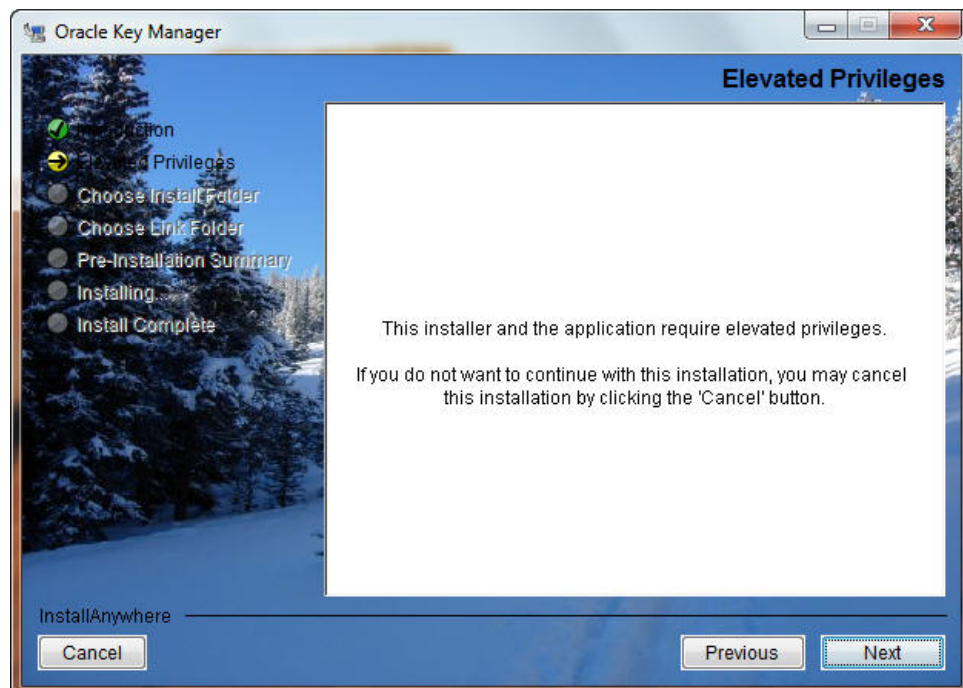 Oracle Key Manager
Elevated Privileges
Introduction
Elevated Privileges
Choose Install Folder
Choose Link Folder
Pre-Installation Summary
Installing...
Install Complete
This installer and the application require elevated privileges.
If you do not want to continue with this installation, you may cancel
this installation by clicking the 'Cancel' button.
InstallAnywhere
Cancel
Previous
Next